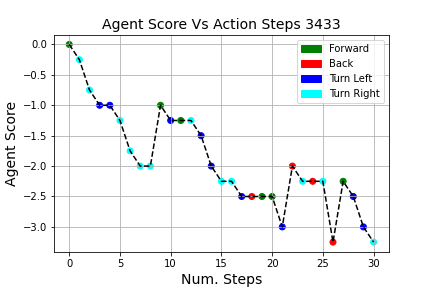 Agent Score Vs Action Steps 3433
Forward
Back
Turn Left
Turn Right
Agent Score
0.0
−0.5
−1.0
−1.5
−2.0
−2.5
−3.0
0 5 10 15 20 25 30
Num. Steps